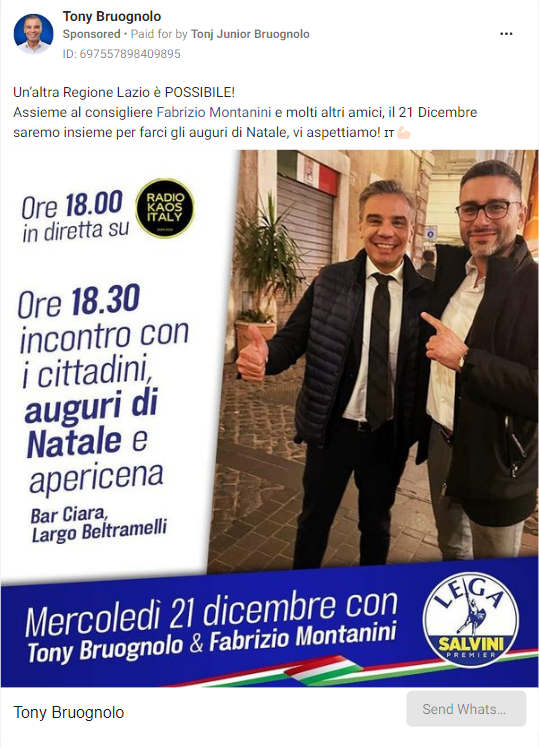 Tony Bruognolo
Sponsored • Paid for by Tonj Junior Bruognolo
ID: 697557898409895
Un'altra Regione Lazio è POSSIBILE!
Assieme al consigliere Fabrizio Montanini e molti altri amici, il 21 Dicembre
saremo insieme per farci gli auguri di Natale, vi aspettiamo! IT💪🏻
Ore 18.00
in diretta su
RADIO
KAOS
ITALY
Ore 18.30
incontro con
i cittadini,
auguri di
Natale e
apericena
Bar Ciara,
Largo Beltramelli
Mercoledì 21 dicembre con
Tony Bruognolo & Fabrizio Montanini
LEGA
SALVINI
PREMIER
Tony Bruognolo
Send Whats...